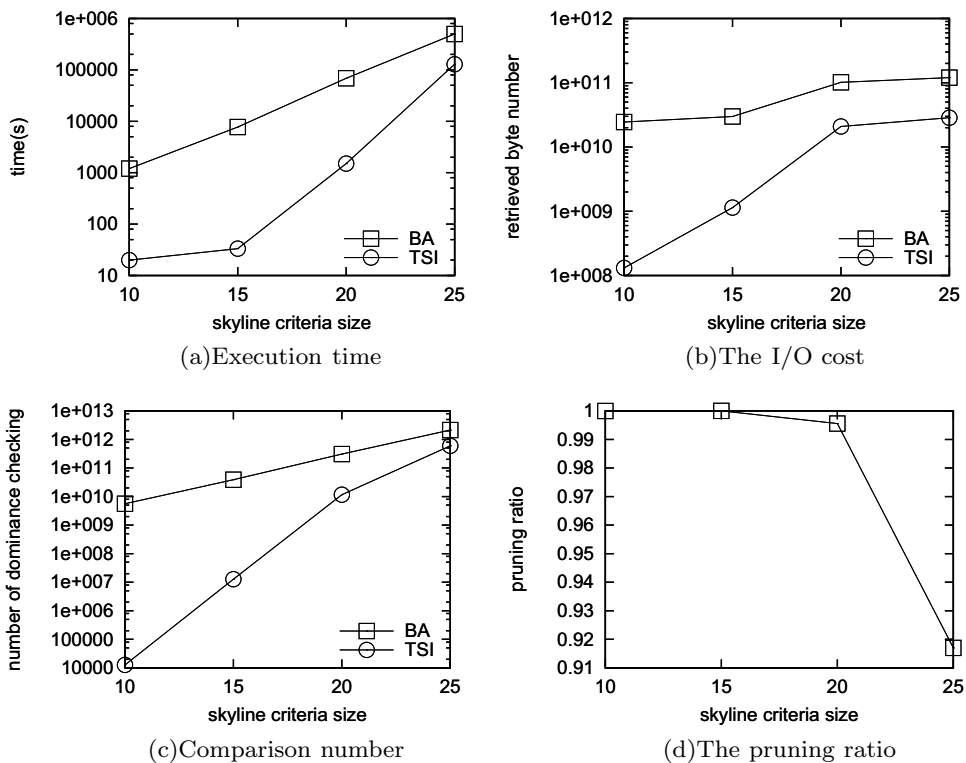 1e+006
100000
10000
1000
100
10
time(s)
10 15 20 25
skyline criteria size
BA
TSI
(a)Execution time
1e+012
1e+011
1e+010
1e+009
1e+008
retrieved byte number
10 15 20 25
skyline criteria size
BA
TSI
(b)The I/O cost
1e+013
1e+012
1e+011
1e+010
1e+009
1e+008
1e+007
1e+006
100000
10000
number of dominance checking
10 15 20 25
skyline criteria size
BA
TSI
(c)Comparison number
1
0.99
0.98
0.97
0.96
0.95
0.94
0.93
0.92
0.91
pruning ratio
10 15 20 25
skyline criteria size
(d)The pruning ratio